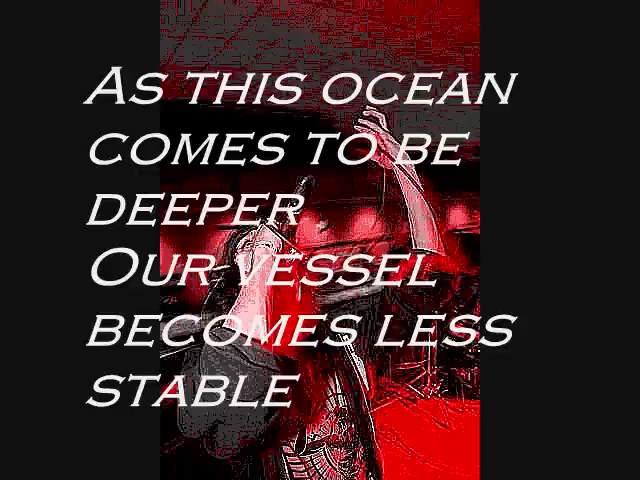 As this ocean
comes to be
deeper
Our vessel
becomes less
stable